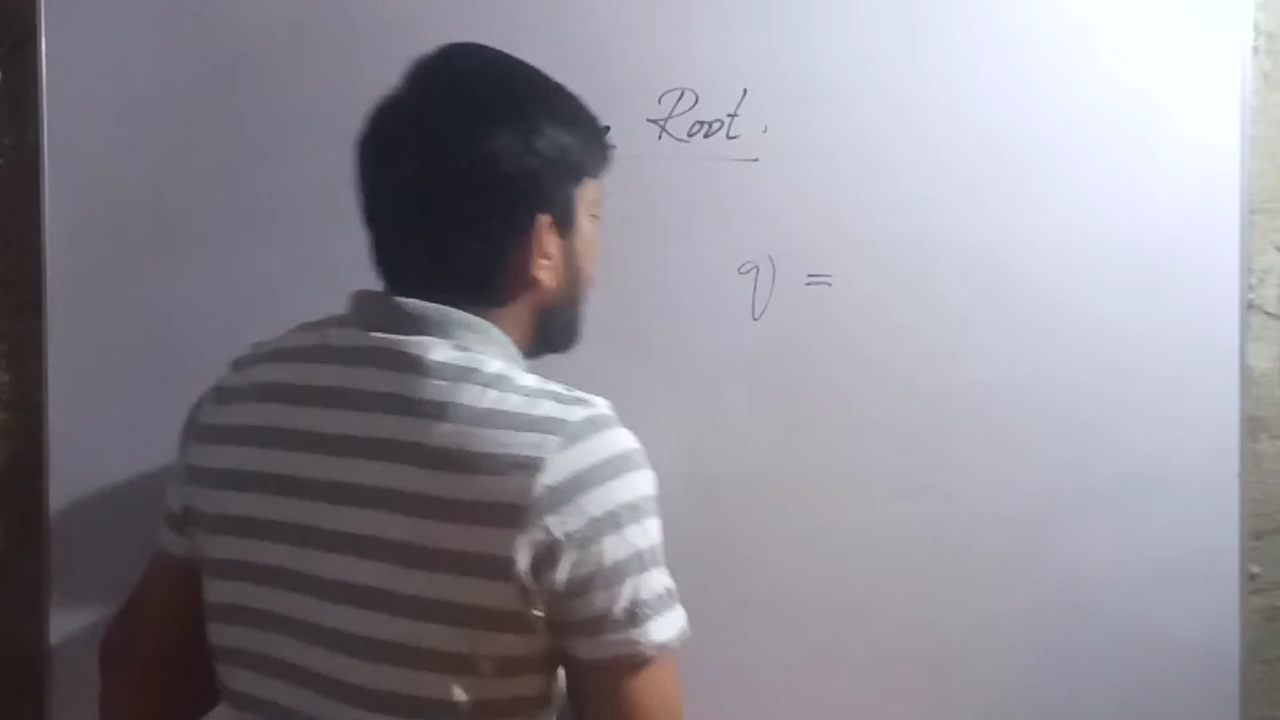 Root.
q =